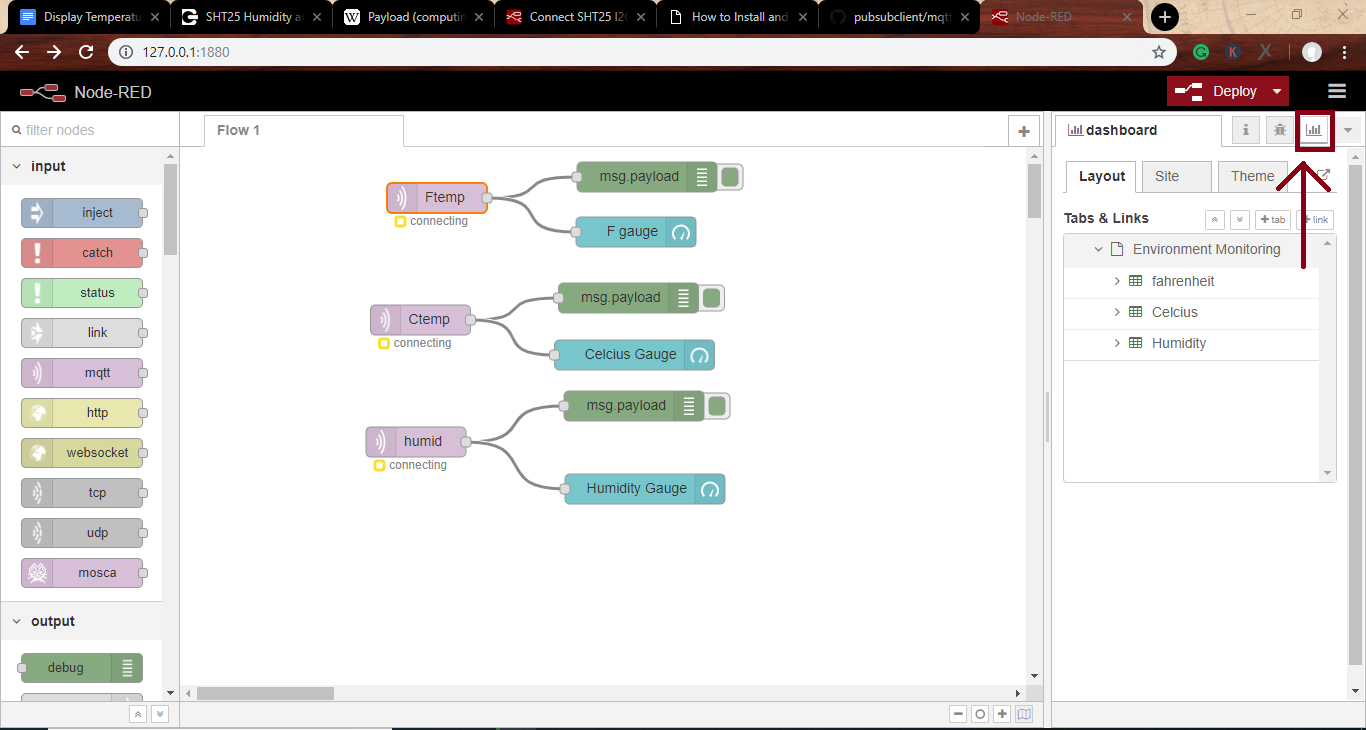 Display Temperatu
SHT25 Humidity a
Payload (computin
Connect SHT25 I2
How to Install and
pubsubclient/mqt
Node-RED
127.0.0.1:1880
K
X
Node-RED
Deploy
filter nodes
Flow 1
dashboard
input
inject
catch
status
link
mqtt
http
websocket
tcp
udp
mosca
output
debug
Ftemp
connecting
msg.payload
F gauge
Ctemp
connecting
msg.payload
Celcius Gauge
humid
connecting
msg.payload
Humidity Gauge
Layout
Site
Theme
Tabs & Links
tab
link
Environment Monitoring
fahrenheit
Celcius
Humidity